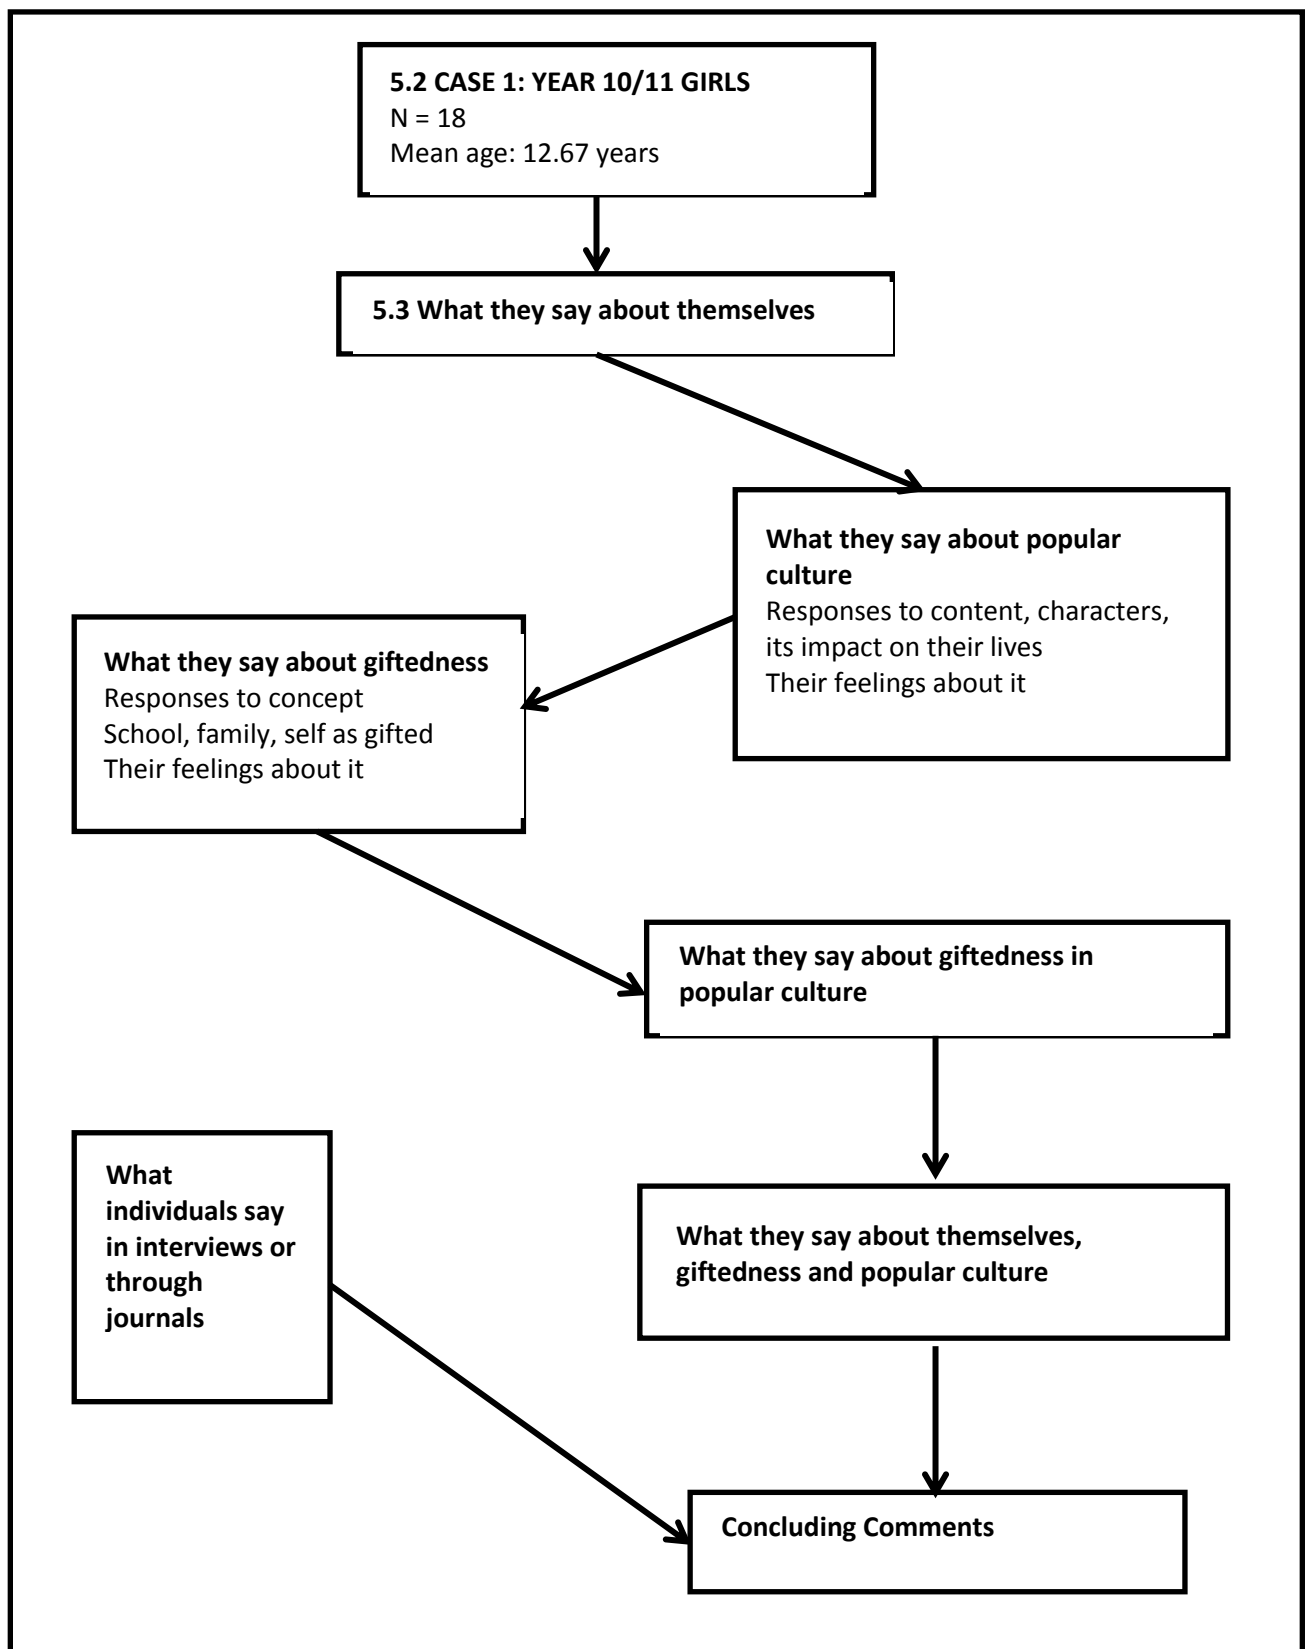 5.2 CASE 1: YEAR 10/11 GIRLS
N = 18
Mean age: 12.67 years
5.3 What they say about themselves
What they say about popular
culture
Responses to content, characters,
its impact on their lives
Their feelings about it
What they say about giftedness
Responses to concept
School, family, self as gifted
Their feelings about it
What they say about giftedness in
popular culture
What
individuals say
in interviews or
through
journals
What they say about themselves,
giftedness and popular culture
Concluding Comments